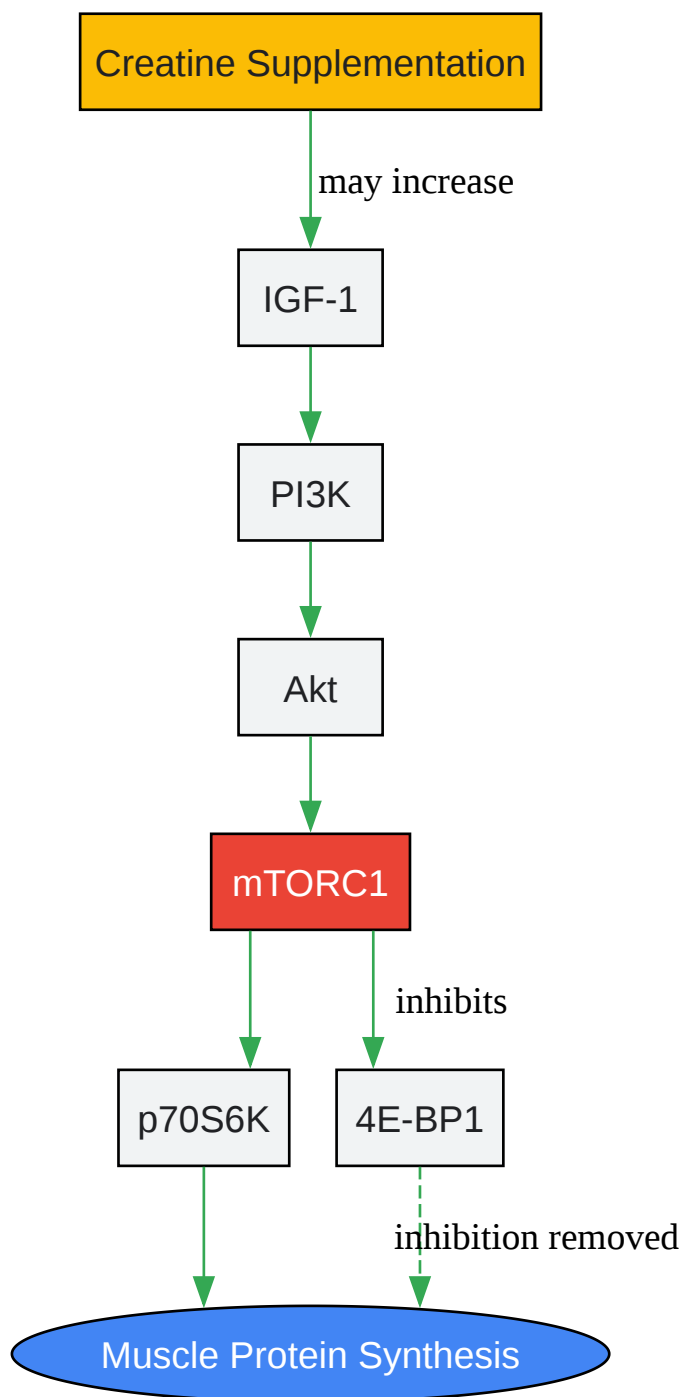 Creatine Supplementation
may increase
IGF-1
PI3K
Akt
mTORC1
inhibits
p70S6K
4E-BP1
inhibition removed
Muscle Protein Synthesis